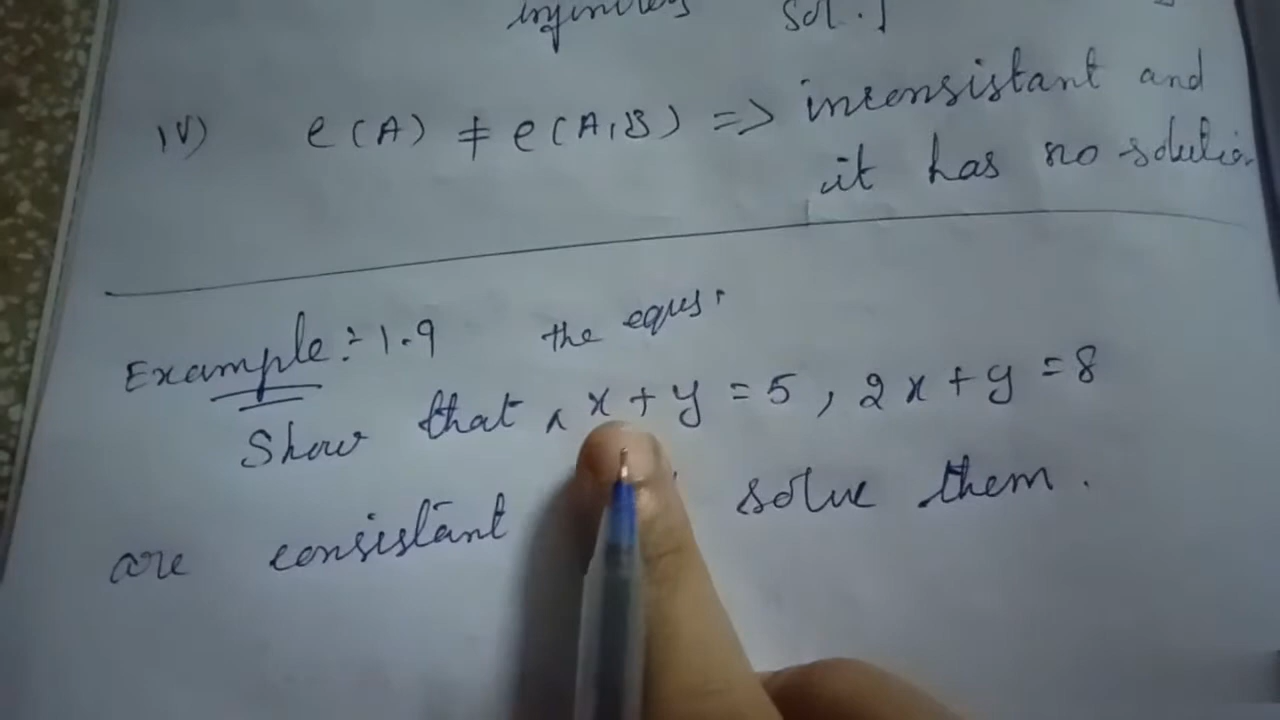 sol.]
iv) ρ(A) ≠ ρ(A,B) => inconsistant and
it has no solution
Example:- 1.9 the equs.
Show that ʌ x + y = 5, 2x + y = 8
are consistant solve them.